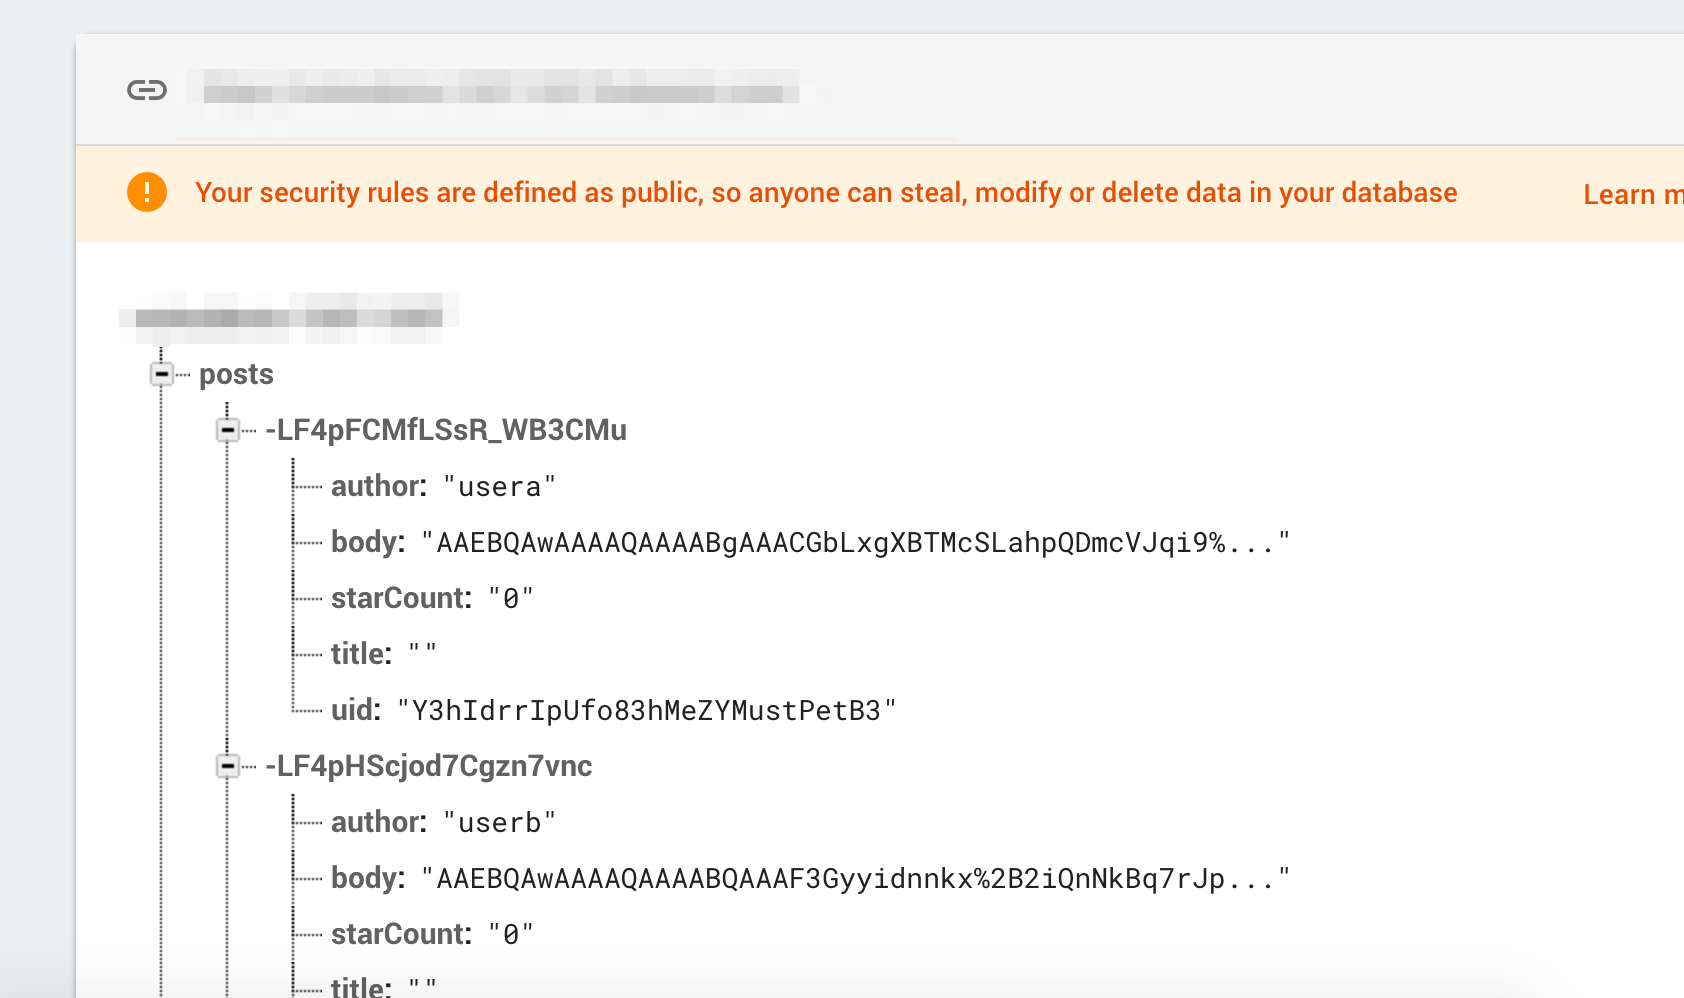 Your security rules are defined as public, so anyone can steal, modify or delete data in your database Learn m
posts
-LF4pFCMfLSsR_WB3CMu
author: "usera"
body: "AAEBQAwAAAAQAAAABgAAACGbLxgXBTMcSLahpQDmcVJqi9%..."
starCount: "0"
title: ""
uid: "Y3hIdrrIpUfo83hMeZYMustPetB3"
-LF4pHScjod7Cgzn7vnc
author: "userb"
body: "AAEBQAwAAAAQAAAABQAAAF3Gyyidnnkx%2B2iQnNkBq7rJp..."
starCount: "0"
title: ""